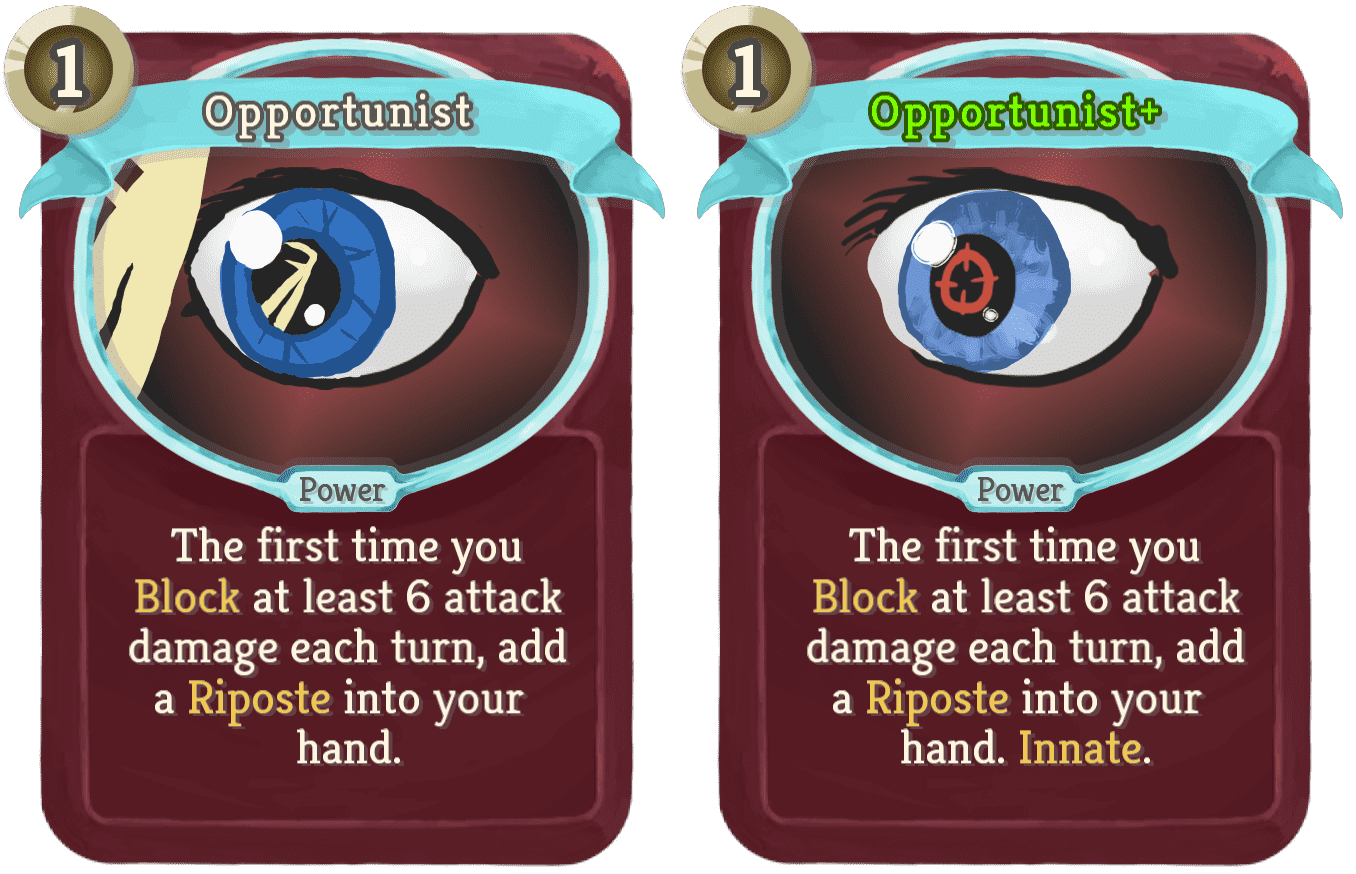 1
Opportunist
Power
The first time you
Block at least 6 attack
damage each turn, add
a Riposte into your
hand.
1
Opportunist+
Power
The first time you
Block at least 6 attack
damage each turn, add
a Riposte into your
hand. Innate.